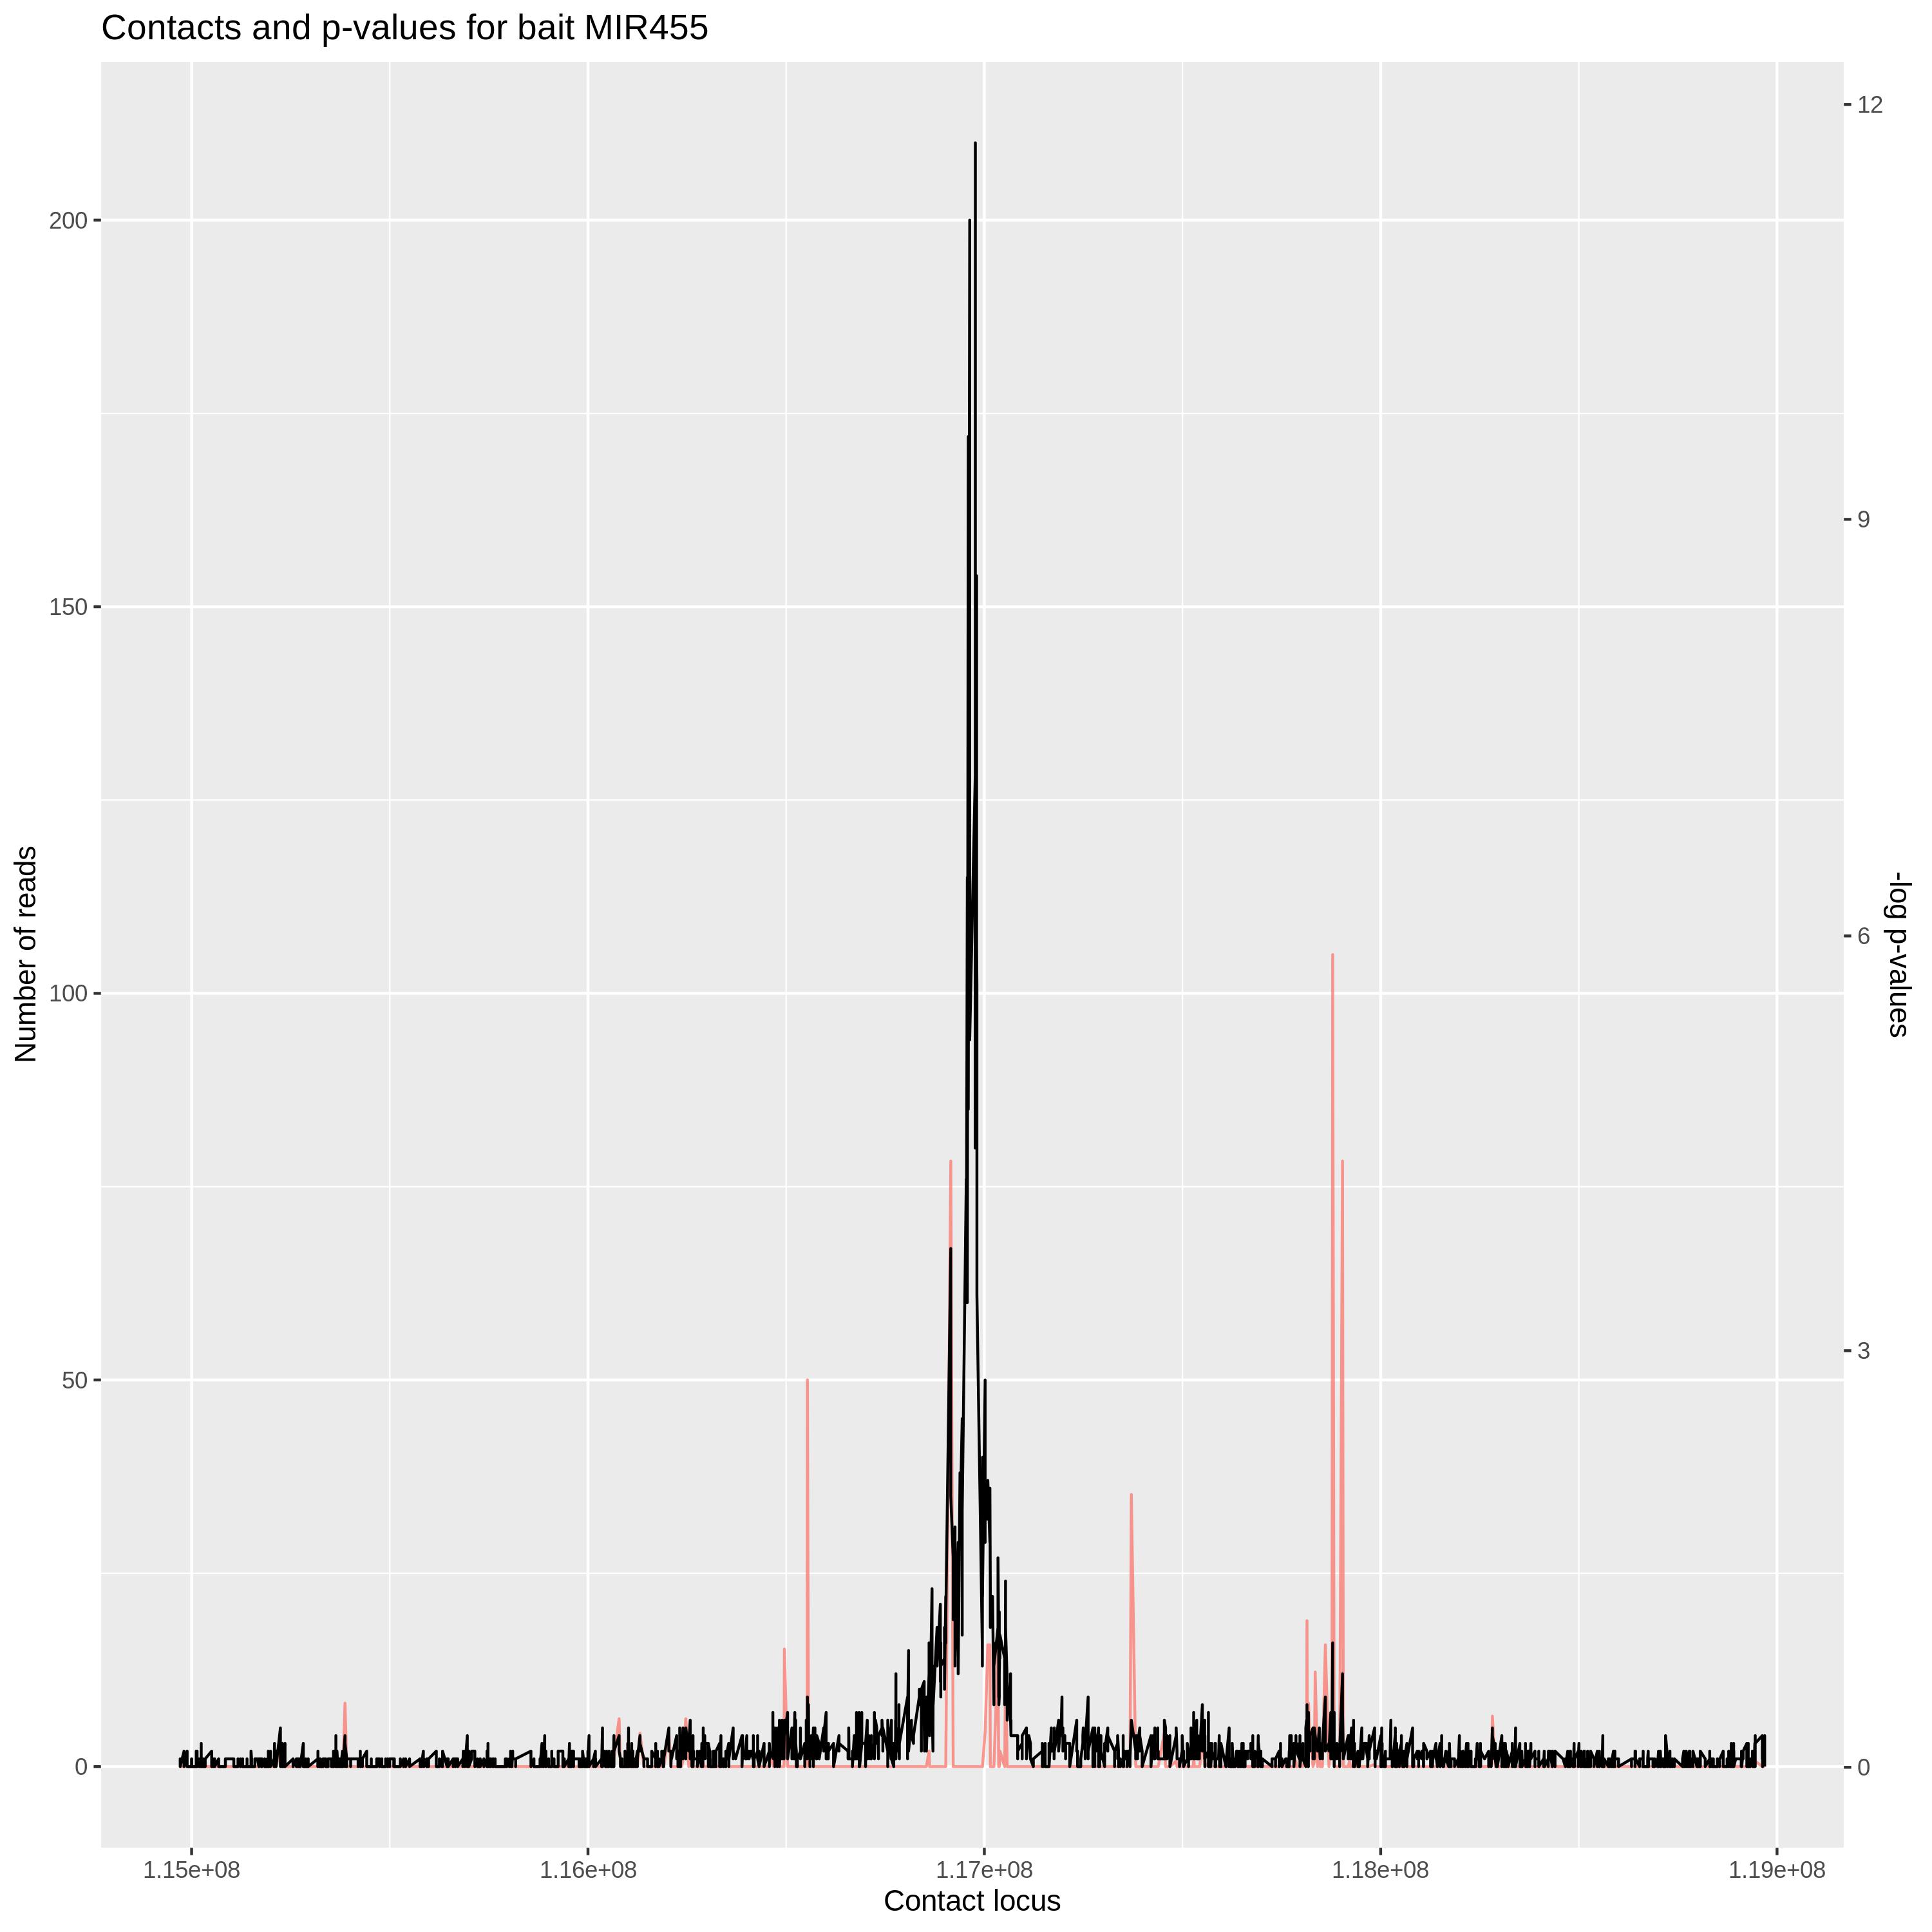 Contacts and p-values for bait MIR455
Number of reads
200
150
100
50
0
12
9
6
3
0
-log p-values
1.15e+08
1.16e+08
1.17e+08
1.18e+08
1.19e+08
Contact locus